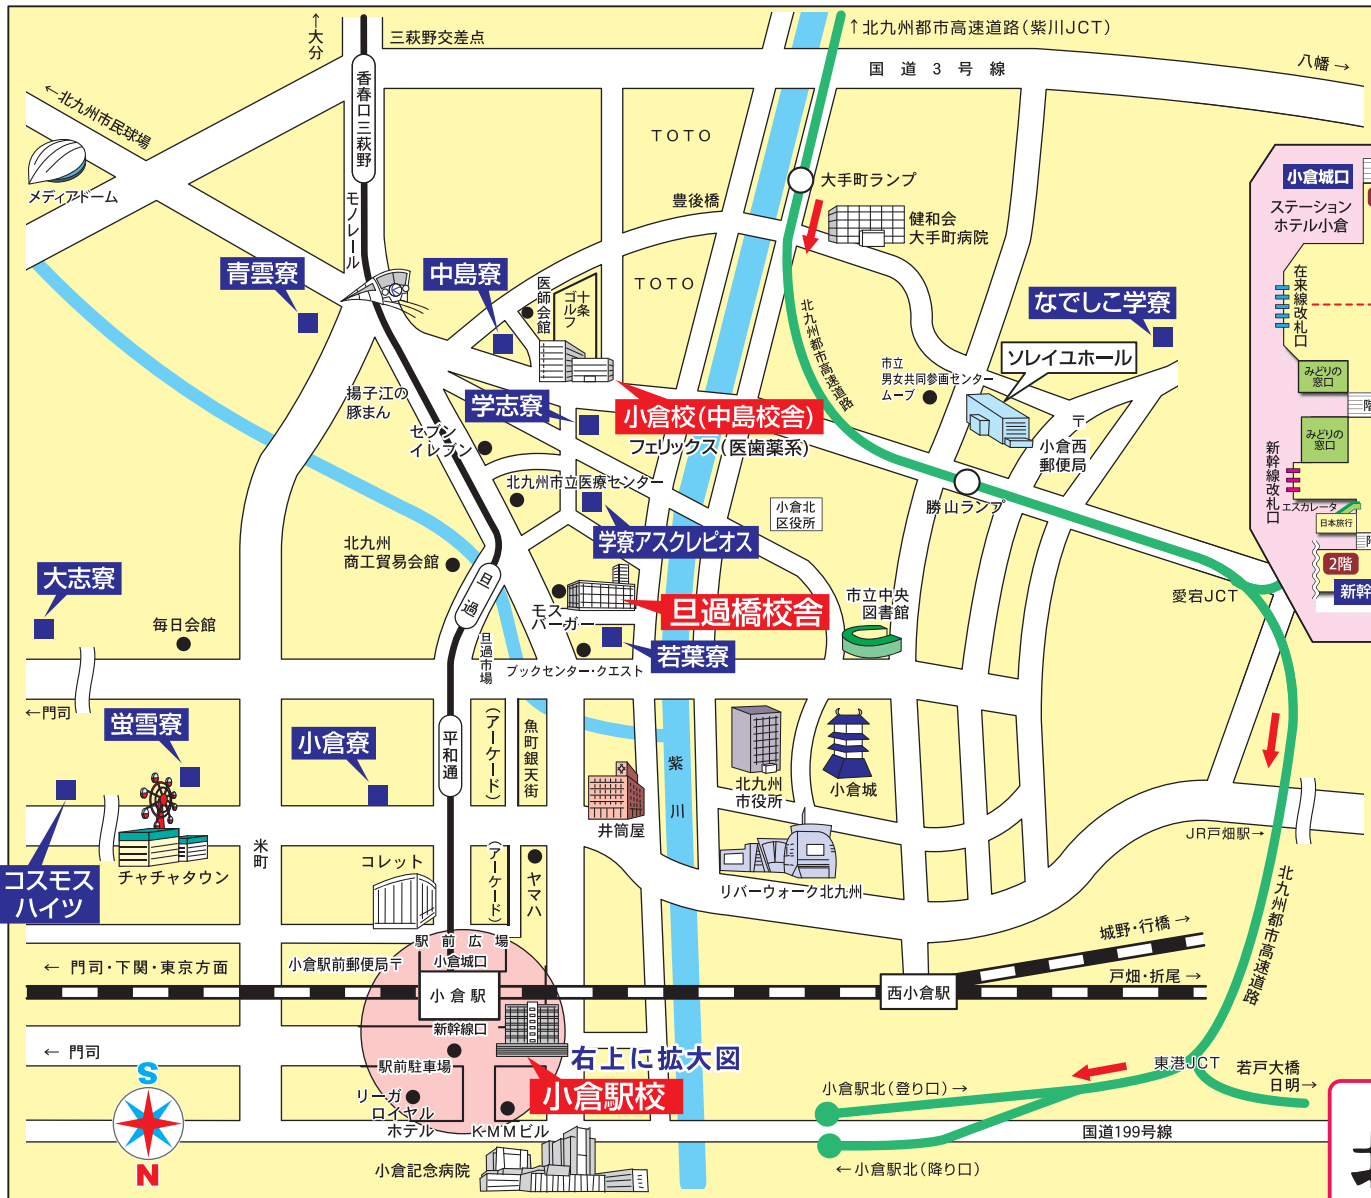 ↑大分
三萩野交差点
↑北九州都市高速道路(紫川JCT)
国道3号線
八幡→
←北九州市民球場
香春口三萩野
メディアドーム
モノレール
TOTO
豊後橋
大手町ランプ
健和会
大手町病院
小倉城口
ステーション
ホテル小倉
青雲寮
中島寮
医師会館
十条
ゴルフ
TOTO
北九州都市高速道路
なでしこ学寮
在来線改札口
ソレイユホール
市立
男女共同参画センター
ムーブ
みどりの
窓口
階
揚子江の
豚まん
学志寮
小倉校(中島校舎)
フェリックス(医歯薬系)
セブン
イレブン
〒
小倉西
郵便局
みどりの
窓口
新幹線改札口
北九州市立医療センター
小倉北
区役所
勝山ランプ
エスカレータ
日本旅行
学寮アスクレピオス
北九州
商工貿易会館
2階
新幹
大志寮
旦過
モス
バーガー
旦過橋校舎
市立中央
図書館
愛宕JCT
毎日会館
旦過市場
ブックセンター・クエスト
若葉寮
←門司
蛍雪寮
小倉寮
平和通
(アーケード)
魚町銀天街
紫川
北九州
市役所
小倉城
井筒屋
JR戸畑駅→
米町
コレット
(アーケード)
ヤマハ
チャチャタウン
コスモス
ハイツ
リバーウォーク北九州
北九州都市高速道路
城野・行橋→
駅前広場
小倉城口
小倉駅前郵便局〒
←門司・下関・東京方面
小倉駅
西小倉駅
戸畑・折尾→
新幹線口
←門司
駅前駐車場
右上に拡大図
小倉駅校
東港JCT
若戸大橋
日明→
小倉駅北(登り口)→
S
N
リーガ
ロイヤル
ホテル
KMMビル
国道199号線
小倉記念病院
←小倉駅北(降り口)